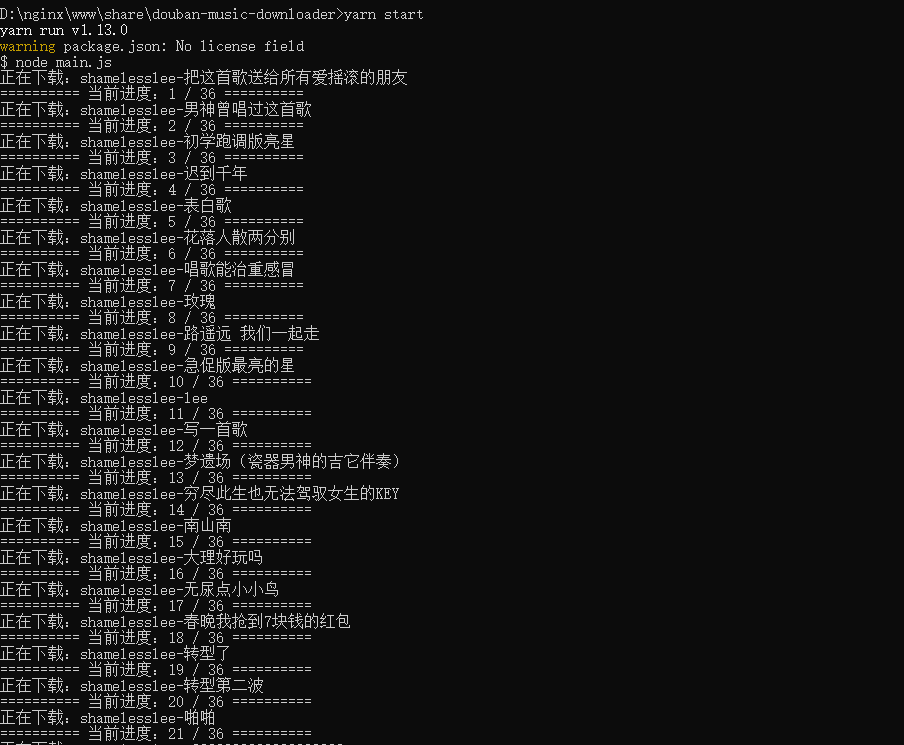 D:\nginx\www\share\douban-music-downloader>yarn start
yarn run v1.13.0
warning package.json: No license field
$ node main.js
正在下载：shamelesslee-把这首歌送给所有爱摇滚的朋友
========== 当前进度：1 / 36 ==========
正在下载：shamelesslee-男神曾唱过这首歌
========== 当前进度：2 / 36 ==========
正在下载：shamelesslee-初学跑调版亮星
========== 当前进度：3 / 36 ==========
正在下载：shamelesslee-迟到千年
========== 当前进度：4 / 36 ==========
正在下载：shamelesslee-表白歌
========== 当前进度：5 / 36 ==========
正在下载：shamelesslee-花落人散两分别
========== 当前进度：6 / 36 ==========
正在下载：shamelesslee-唱歌能治重感冒
========== 当前进度：7 / 36 ==========
正在下载：shamelesslee-玫瑰
========== 当前进度：8 / 36 ==========
正在下载：shamelesslee-路遥远 我们一起走
========== 当前进度：9 / 36 ==========
正在下载：shamelesslee-急促版最亮的星
========== 当前进度：10 / 36 ==========
正在下载：shamelesslee-lee
========== 当前进度：11 / 36 ==========
正在下载：shamelesslee-写一首歌
========== 当前进度：12 / 36 ==========
正在下载：shamelesslee-梦遗场（瓷器男神的吉它伴奏）
========== 当前进度：13 / 36 ==========
正在下载：shamelesslee-穷尽此生也无法驾驭女生的KEY
========== 当前进度：14 / 36 ==========
正在下载：shamelesslee-南山南
========== 当前进度：15 / 36 ==========
正在下载：shamelesslee-大理好玩吗
========== 当前进度：16 / 36 ==========
正在下载：shamelesslee-无尿点小小鸟
========== 当前进度：17 / 36 ==========
正在下载：shamelesslee-春晚我抢到7块钱的红包
========== 当前进度：18 / 36 ==========
正在下载：shamelesslee-转型了
========== 当前进度：19 / 36 ==========
正在下载：shamelesslee-转型第二波
========== 当前进度：20 / 36 ==========
正在下载：shamelesslee-啪啪
========== 当前进度：21 / 36 ==========